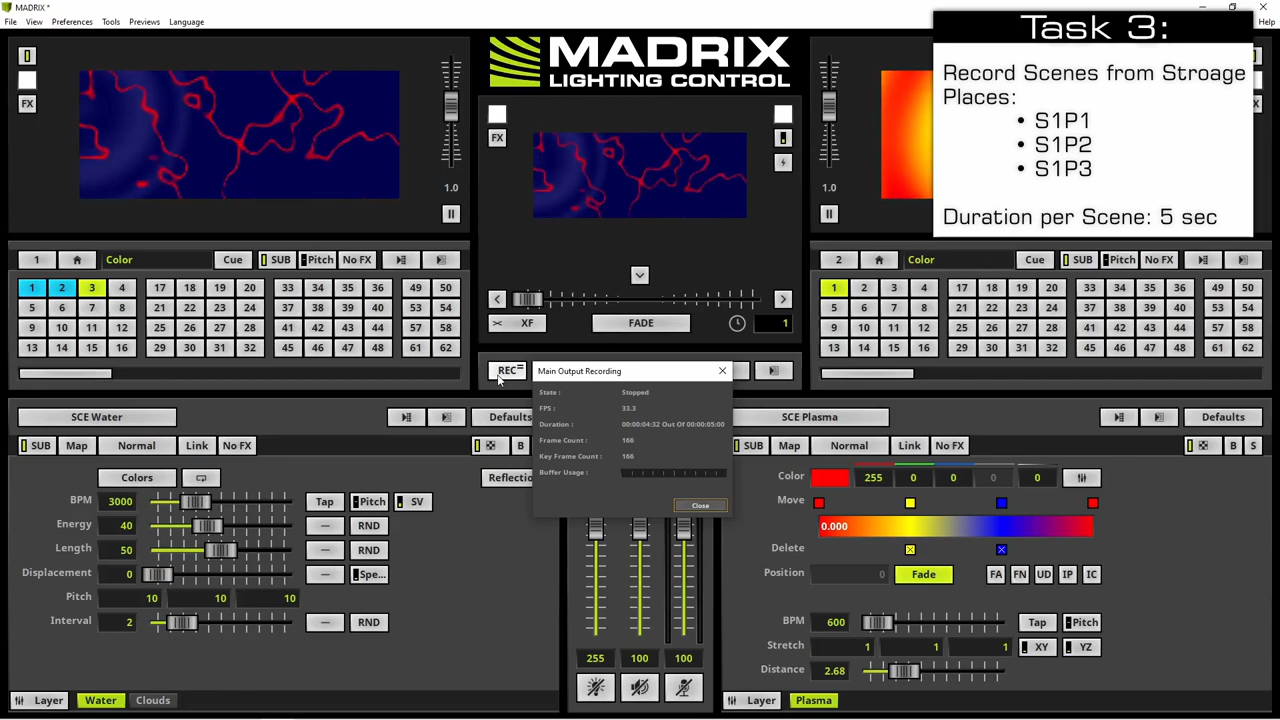 MADRIX *
File View Preferences Tools Previews Language
Help
Task 3:
Record Scenes from Stroage
Places:
• S1P1
• S1P2
• S1P3
Duration per Scene: 5 sec
MADRIX
LIGHTING CONTROL
FX
1.0
FX
1.0
1 Color Cue SUB Pitch No FX
1 2 3 4 17 18 19 20 33 34 35 36 49 50
5 6 7 8 21 22 23 24 37 38 39 40 53 54
9 10 11 12 25 26 27 28 41 42 43 44 57 58
13 14 15 16 29 30 31 32 45 46 47 48 61 62
XF FADE 1
2 Color Cue SUB Pitch No FX
1 2 3 4 17 18 19 20 33 34 35 36 49 50
5 6 7 8 21 22 23 24 37 38 39 40 53 54
9 10 11 12 25 26 27 28 41 42 43 44 57 58
13 14 15 16 29 30 31 32 45 46 47 48 61 62
REC
Main Output Recording
State : Stopped
FPS : 33.3
Duration : 00:00:04:32 Out Of 00:00:05:00
Frame Count : 166
Key Frame Count : 166
Buffer Usage :
Close
SCE Water Defaults
SUB Map Normal Link No FX B
Colors Reflectio
BPM 3000 Tap Pitch SV
Energy 40 RND
Length 50 RND
Displacement 0 Spe...
Pitch 10 10 10
Interval 2 RND
Layer Water Clouds
255 100 100
SCE Plasma Defaults
SUB Map Normal Link No FX B S
Color 255 0 0 0 0
Move
0.000
Delete
Position 0 Fade FA FN UD IP IC
BPM 600 Tap Pitch
Stretch 1 1 1 XY YZ
Distance 2.68
Layer Plasma